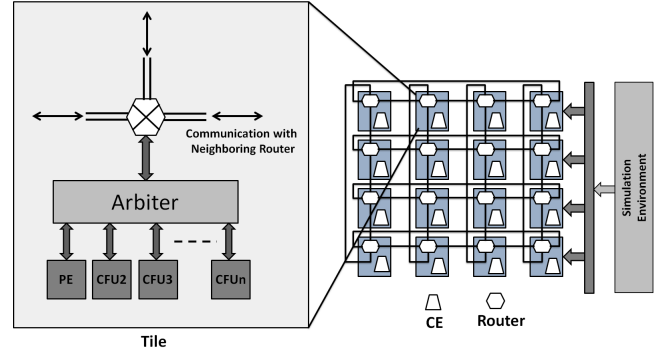 Communication with
Neighboring Router
Arbiter
PE
CFU2
CFU3
CFUn
Tile
CE
Router
Simulation
Environment